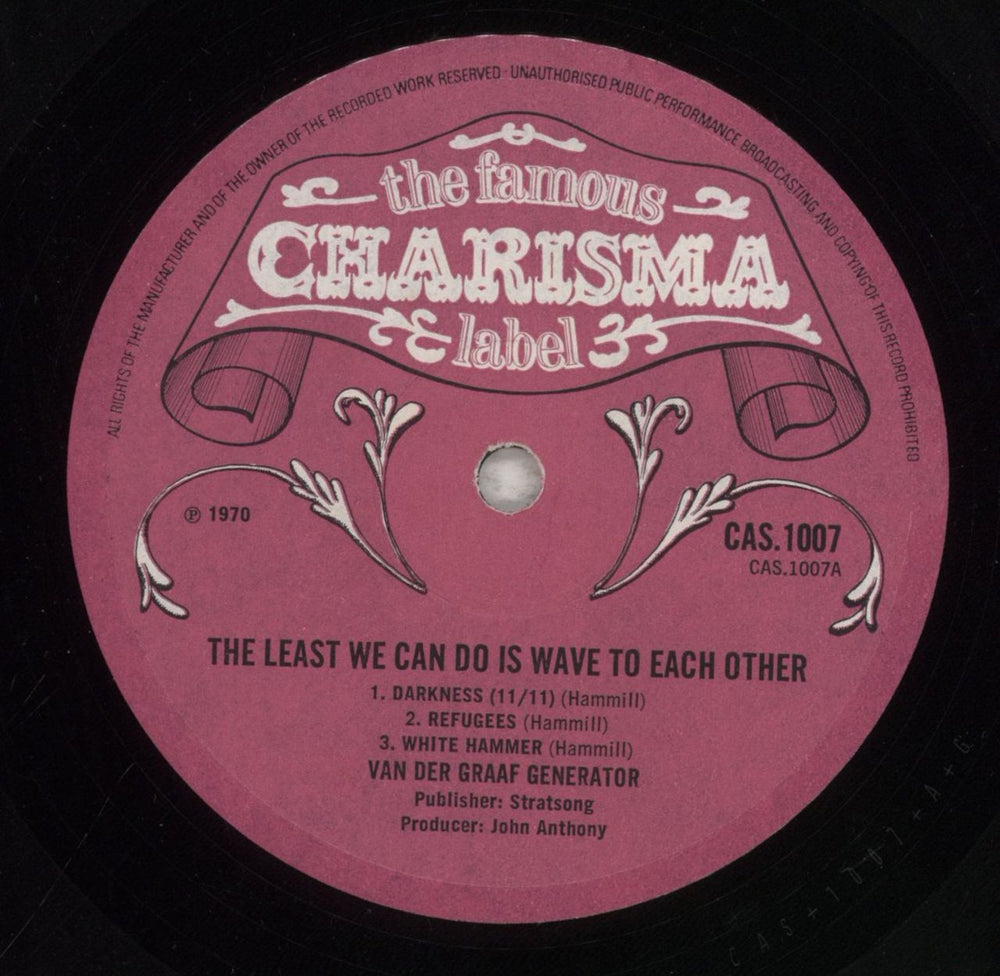 ALL RIGHTS OF THE MANUFACTURER AND OF THE OWNER OF THE RECORDED WORK RESERVED · UNAUTHORISED PUBLIC PERFORMANCE BROADCASTING AND COPYING OF THIS RECORD PROHIBITED
the famous
CHARISMA
label
℗ 1970
CAS.1007
CAS.1007A
THE LEAST WE CAN DO IS WAVE TO EACH OTHER
1. DARKNESS (11/11) (Hammill)
2. REFUGEES (Hammill)
3. WHITE HAMMER (Hammill)
VAN DER GRAAF GENERATOR
Publisher: Stratsong
Producer: John Anthony
CAS+1007+A+G